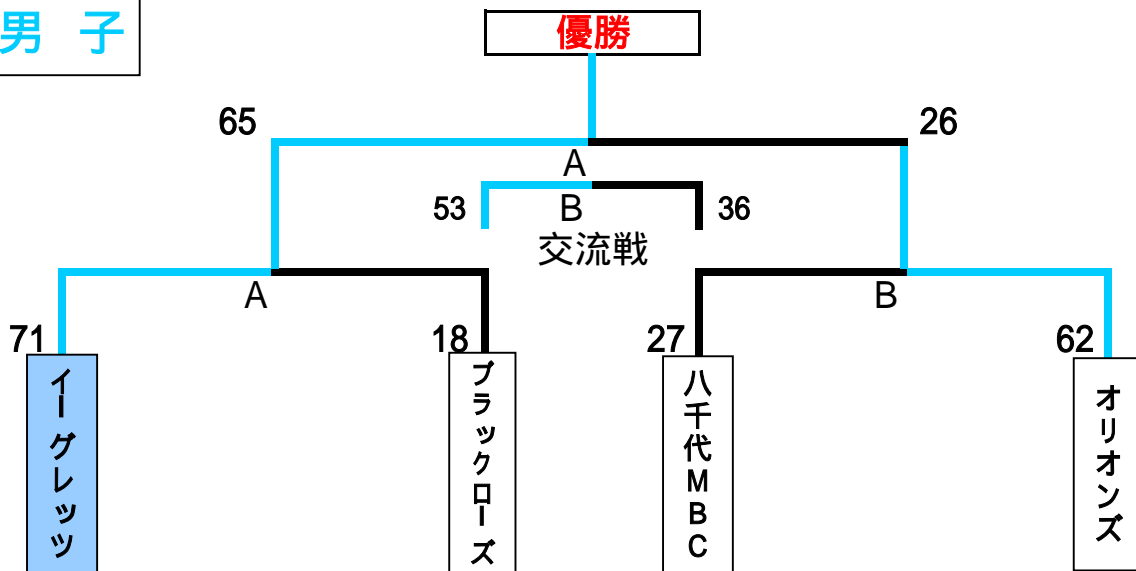 男 子
優勝
65
26
A
53
B
36
交流戦
A
B
71
18
27
62
イーグレッツ
ブラックローズ
八千代MBC
オリオンズ